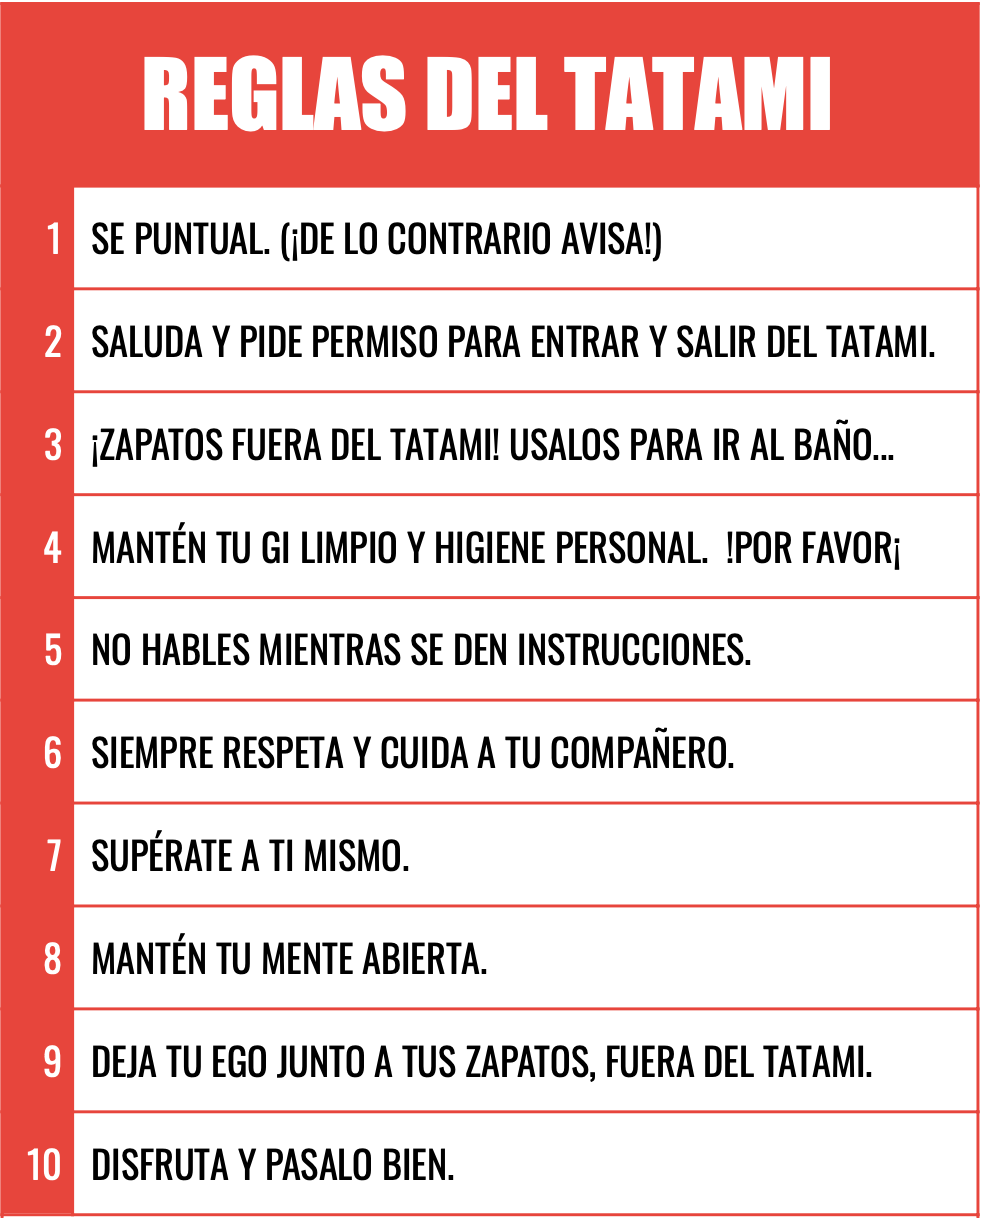 REGLAS DEL TATAMI
1 SE PUNTUAL. (¡DE LO CONTRARIO AVISA!)
2 SALUDA Y PIDE PERMISO PARA ENTRAR Y SALIR DEL TATAMI.
3 ¡ZAPATOS FUERA DEL TATAMI! USALOS PARA IR AL BAÑO...
4 MANTÉN TU GI LIMPIO Y HIGIENE PERSONAL.  !POR FAVOR¡
5 NO HABLES MIENTRAS SE DEN INSTRUCCIONES.
6 SIEMPRE RESPETA Y CUIDA A TU COMPAÑERO.
7 SUPÉRATE A TI MISMO.
8 MANTÉN TU MENTE ABIERTA.
9 DEJA TU EGO JUNTO A TUS ZAPATOS, FUERA DEL TATAMI.
10 DISFRUTA Y PASALO BIEN.